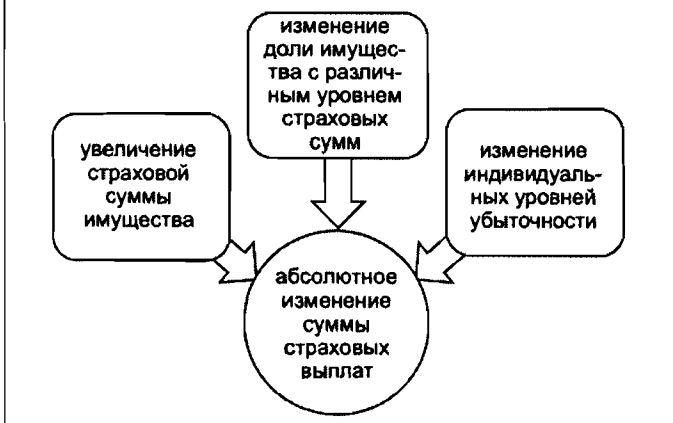 изменение
доли имущес-
тва с различ-
ным уровнем
страховых
сумм
увеличение
страховой
суммы
имущества
изменение
индивидуаль-
ных уровней
убыточности
абсолютное
изменение
суммы
страховых
выплат